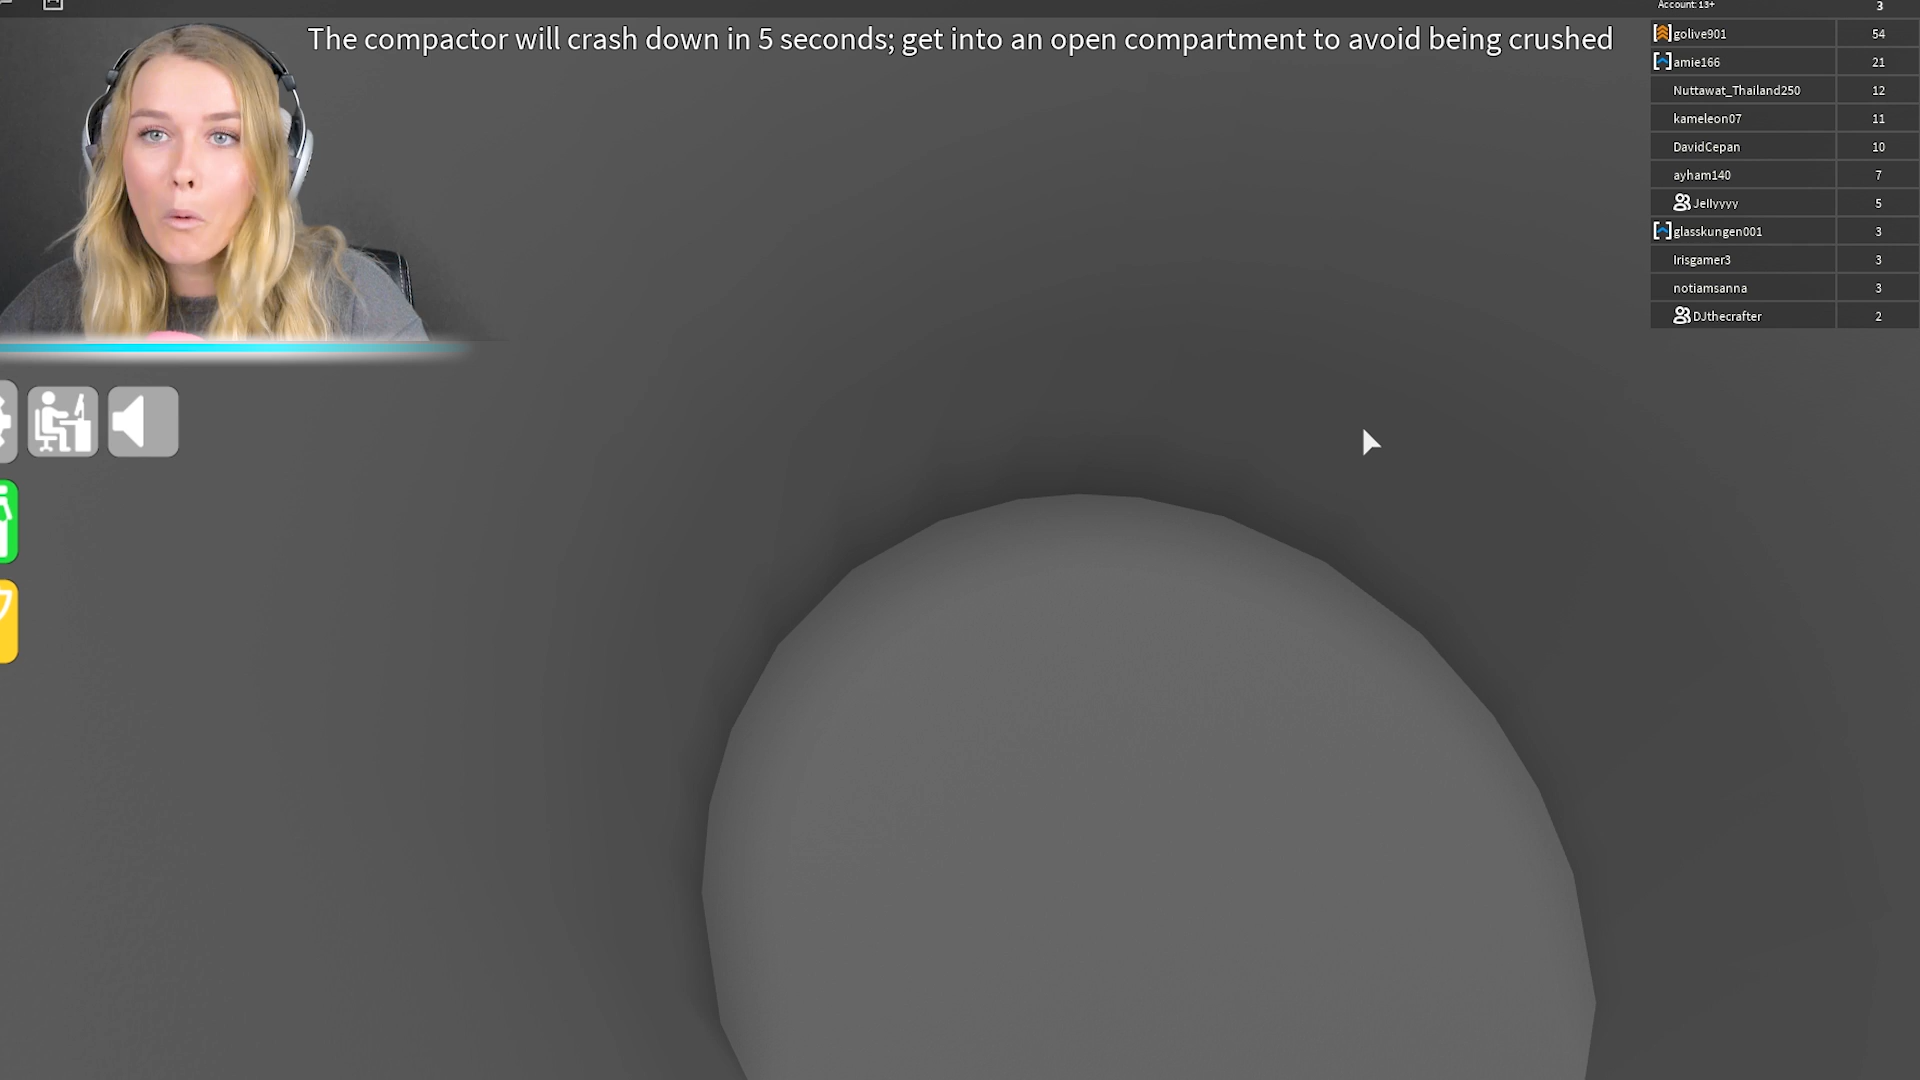 The compactor will crash down in 5 seconds; get into an open compartment to avoid being crushed
Account: 13+ 3
golive901 54
amie166 21
Nuttawat_Thailand250 12
kameleon07 11
DavidCepan 10
ayham140 7
Jellyyyy 5
glasskungen001 3
Irisgamer3 3
notiamsanna 3
DJthecrafter 2